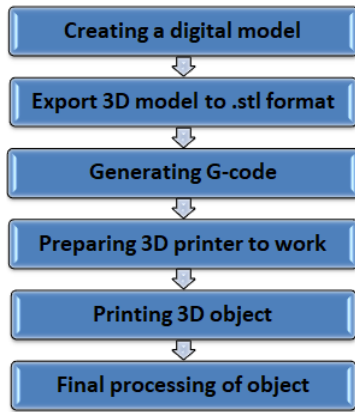 Creating a digital model
Export 3D model to .stl format
Generating G-code
Preparing 3D printer to work
Printing 3D object
Final processing of object